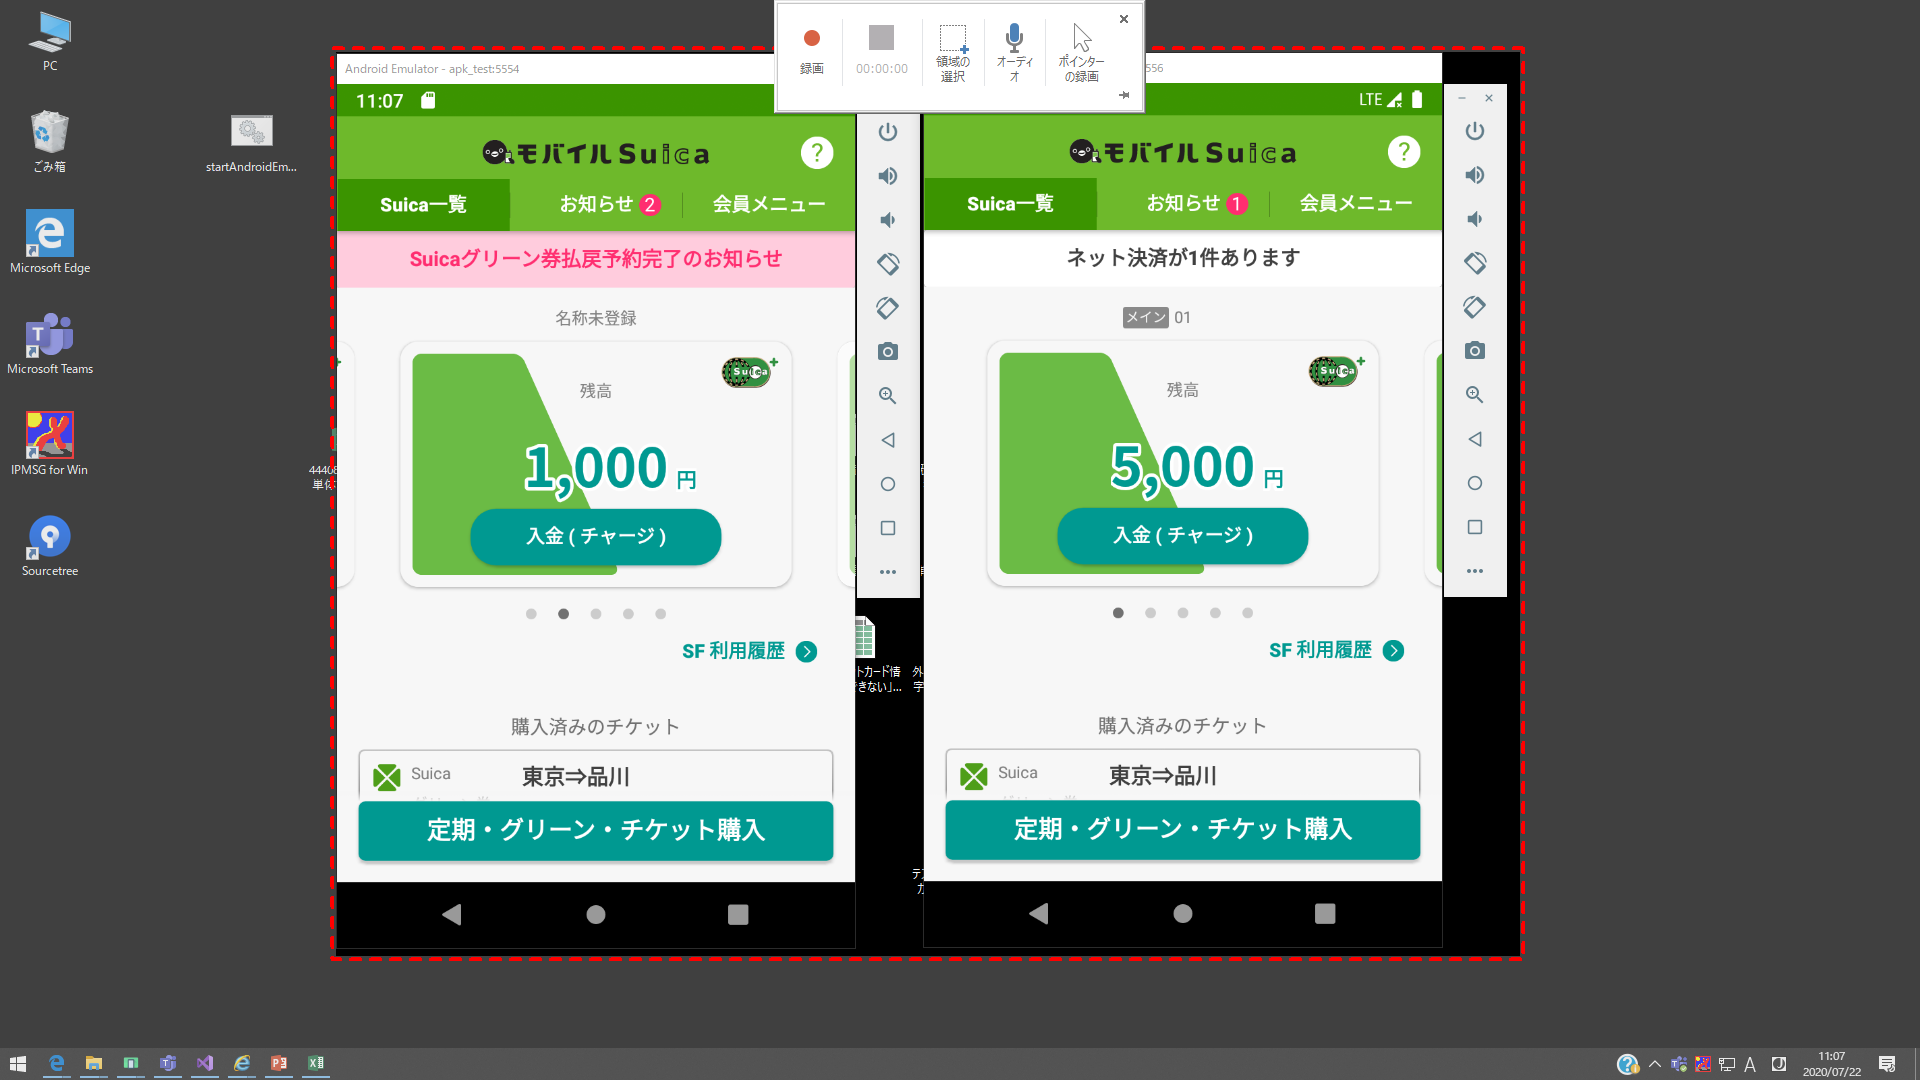 PC
ごみ箱
startAndroidEm...
Microsoft Edge
Microsoft Teams
IPMSG for Win
Sourcetree
録画
00:00:00
領域の
選択
オーディ
オ
ポインター
の録画
Android Emulator - apk_test:5554
11:07
モバイルSuica
?
Suica一覧
お知らせ 2
会員メニュー
Suicaグリーン券払戻予約完了のお知らせ
名称未登録
Suica
残高
1,000 円
入金 ( チャージ )
SF 利用履歴
購入済みのチケット
Suica
東京⇒品川
定期・グリーン・チケット購入
トカード情
できない」...
LTE
モバイルSuica
?
Suica一覧
お知らせ 1
会員メニュー
ネット決済が1件あります
メイン 01
Suica
残高
5,000 円
入金 ( チャージ )
SF 利用履歴
購入済みのチケット
Suica
東京⇒品川
定期・グリーン・チケット購入
A
11:07
2020/07/22